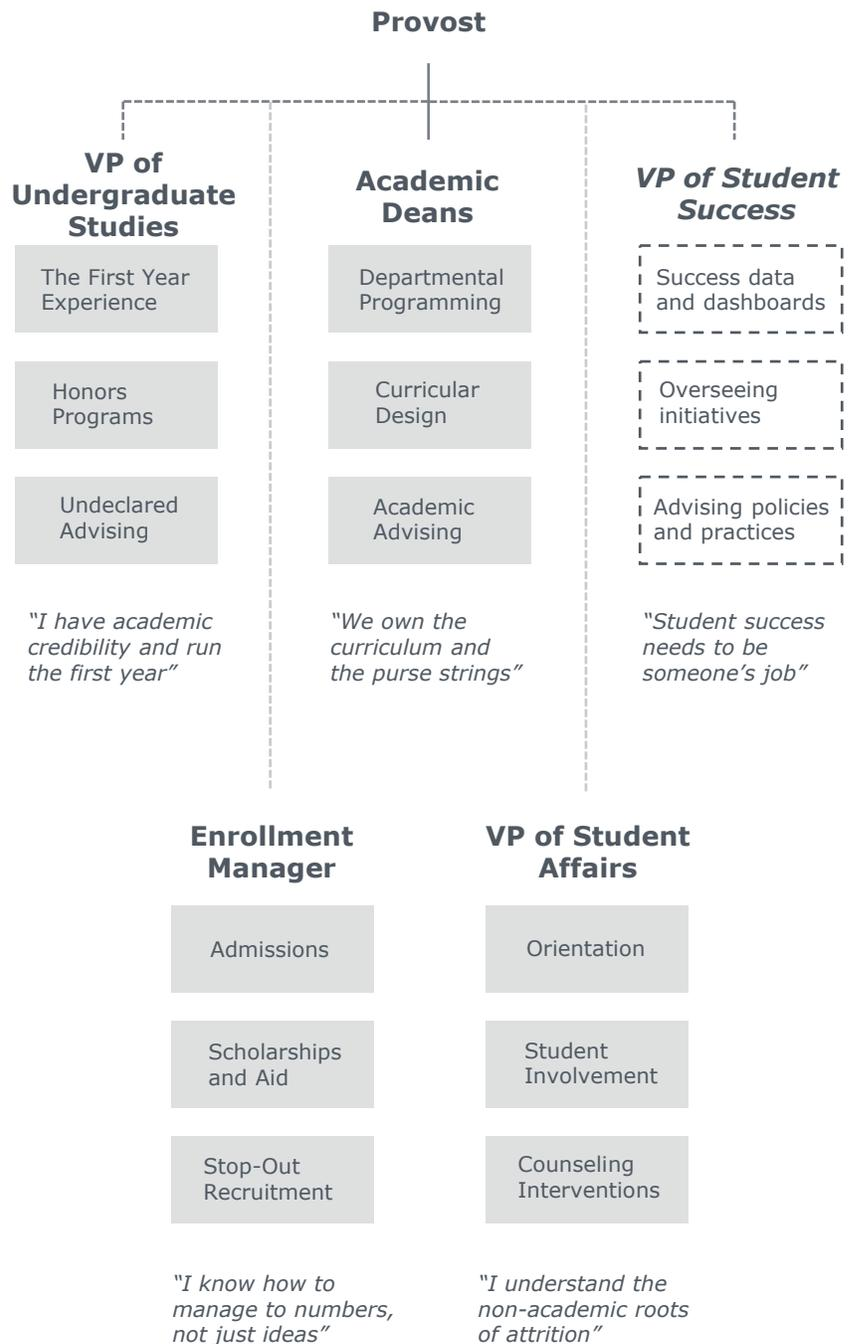 Provost
VP of
Undergraduate
Studies
The First Year
Experience
Honors
Programs
Undeclared
Advising
“I have academic
credibility and run
the first year”
Academic
Deans
Departmental
Programming
Curricular
Design
Academic
Advising
“We own the
curriculum and
the purse strings”
VP of Student
Success
Success data
and dashboards
Overseeing
initiatives
Advising policies
and practices
“Student success
needs to be
someone’s job”
Enrollment
Manager
Admissions
Scholarships
and Aid
Stop-Out
Recruitment
“I know how to
manage to numbers,
not just ideas”
VP of Student
Affairs
Orientation
Student
Involvement
Counseling
Interventions
“I understand the
non-academic roots
of attrition”